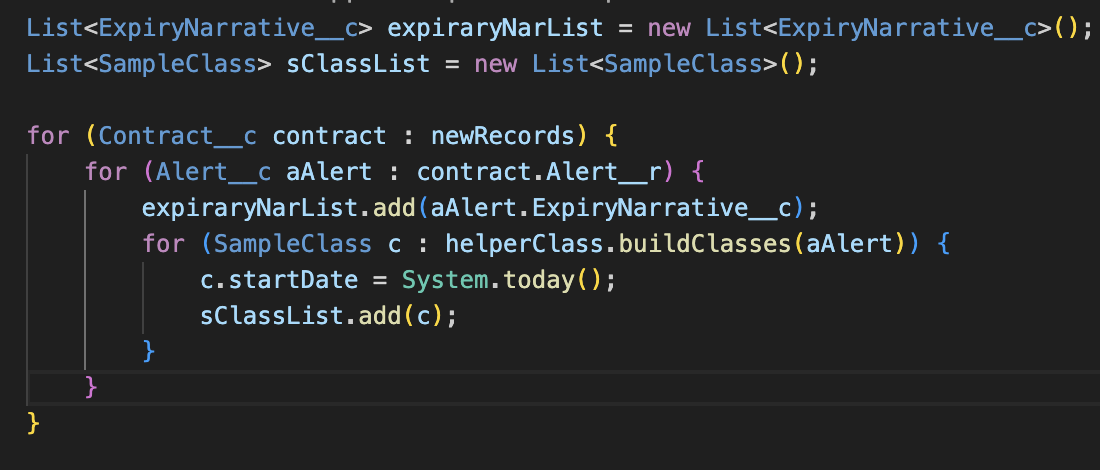 List<ExpiryNarrative__c> expiraryNarList = new List<ExpiryNarrative__c>();
List<SampleClass> sClassList = new List<SampleClass>();
for (Contract__c contract : newRecords) {
for (Alert__c aAlert : contract.Alert__r) {
expiraryNarList.add(aAlert.ExpiryNarrative__c);
for (SampleClass c : helperClass.buildClasses(aAlert)) {
c.startDate = System.today();
sClassList.add(c);
}
}
}